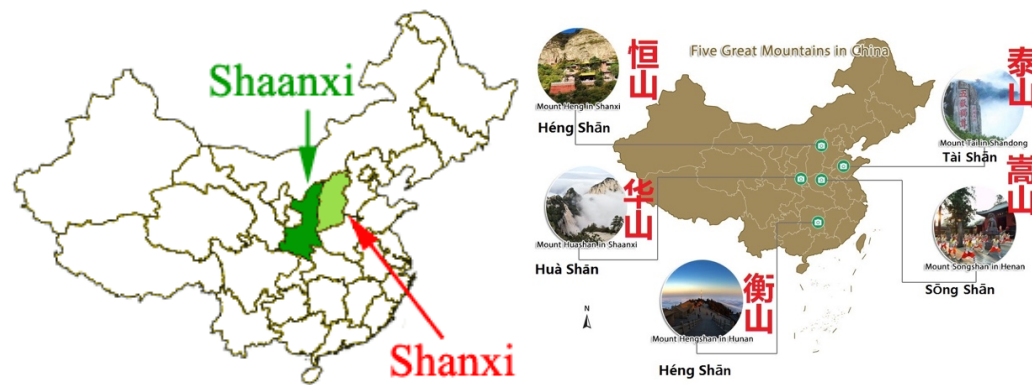 Shaanxi
Shanxi
Five Great Mountains in China
恒山
Mount Heng in Shanxi
Héng Shān
泰山
Mount Tai in Shandong
Tài Shān
华山
Mount Huashan in Shaanxi
Huà Shān
嵩山
Mount Songshan in Henan
Sōng Shān
衡山
Mount Hengshan in Hunan
Héng Shān
N